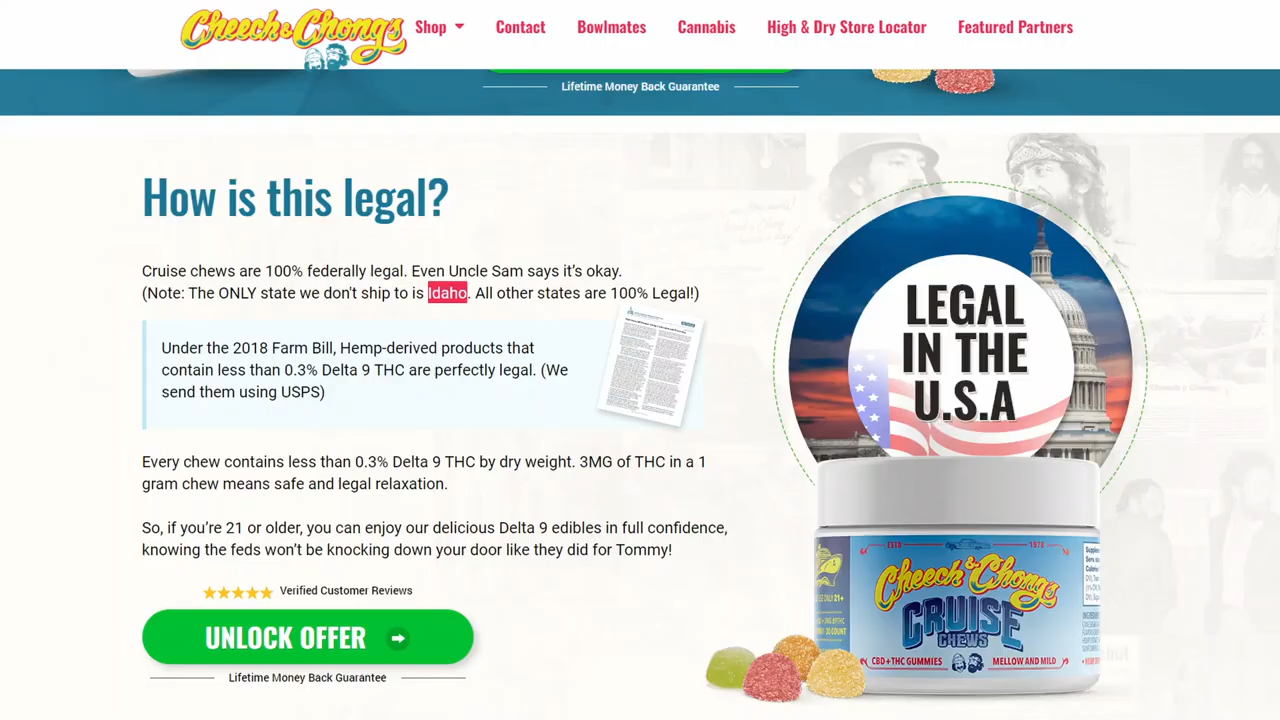 Cheech & Chong's
Shop
Contact
Bowlmates
Cannabis
High & Dry Store Locator
Featured Partners
Lifetime Money Back Guarantee
How is this legal?
Cruise chews are 100% federally legal. Even Uncle Sam says it's okay.
(Note: The ONLY state we don't ship to is Idaho. All other states are 100% Legal!)
Under the 2018 Farm Bill, Hemp-derived products that
contain less than 0.3% Delta 9 THC are perfectly legal. (We
send them using USPS)
Every chew contains less than 0.3% Delta 9 THC by dry weight. 3MG of THC in a 1
gram chew means safe and legal relaxation.
So, if you're 21 or older, you can enjoy our delicious Delta 9 edibles in full confidence,
knowing the feds won't be knocking down your door like they did for Tommy!
Verified Customer Reviews
UNLOCK OFFER
Lifetime Money Back Guarantee
LEGAL
IN THE
U.S.A
Cheech & Chong's
CRUISE
CHEWS
CBD+THC GUMMIES
MELLOW AND MILD